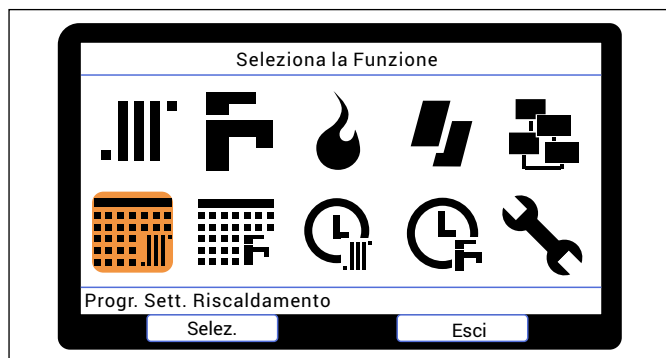 Seleziona la Funzione
Progr. Sett. Riscaldamento
Selez.
Esci